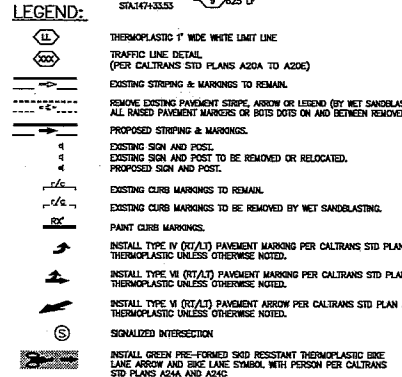 STA.147+33.53
9 625 LF
LEGEND:
LL THERMOPLASTIC 1' WIDE WHITE LIMIT LINE
XXX TRAFFIC LINE DETAIL
(PER CALTRANS STD PLANS A20A TO A20E)
EXISTING STRIPING & MARKINGS TO REMAIN.
REMOVE EXISTING PAVEMENT STRIPE, ARROW OR LEGEND (BY WET SANDBLAS
ALL RAISED PAVEMENT MARKERS OR BOTS DOTS ON AND BETWEEN REMOVE
PROPOSED STRIPING & MARKINGS.
EXISTING SIGN AND POST.
EXISTING SIGN AND POST TO BE REMOVED OR RELOCATED.
PROPOSED SIGN AND POST.
r/c EXISTING CURB MARKINGS TO REMAIN.
r/c EXISTING CURB MARKINGS TO BE REMOVED BY WET SANDBLASTING.
RX' PAINT CURB MARKINGS.
INSTALL TYPE IV (RT/LT) PAVEMENT MARKING PER CALTRANS STD PLAN
THERMOPLASTIC UNLESS OTHERWISE NOTED.
INSTALL TYPE VII (RT/LT) PAVEMENT MARKING PER CALTRANS STD PLA
THERMOPLASTIC UNLESS OTHERWISE NOTED.
INSTALL TYPE VI (RT/LT) PAVEMENT ARROW PER CALTRANS STD PLAN
THERMOPLASTIC UNLESS OTHERWISE NOTED.
S SIGNALIZED INTERSECTION
INSTALL GREEN PRE-FORMED SKID RESISTANT THERMOPLASTIC BIKE
LANE ARROW AND BIKE LANE SYMBOL WITH PERSON PER CALTRANS
STD PLANS A24A AND A24C